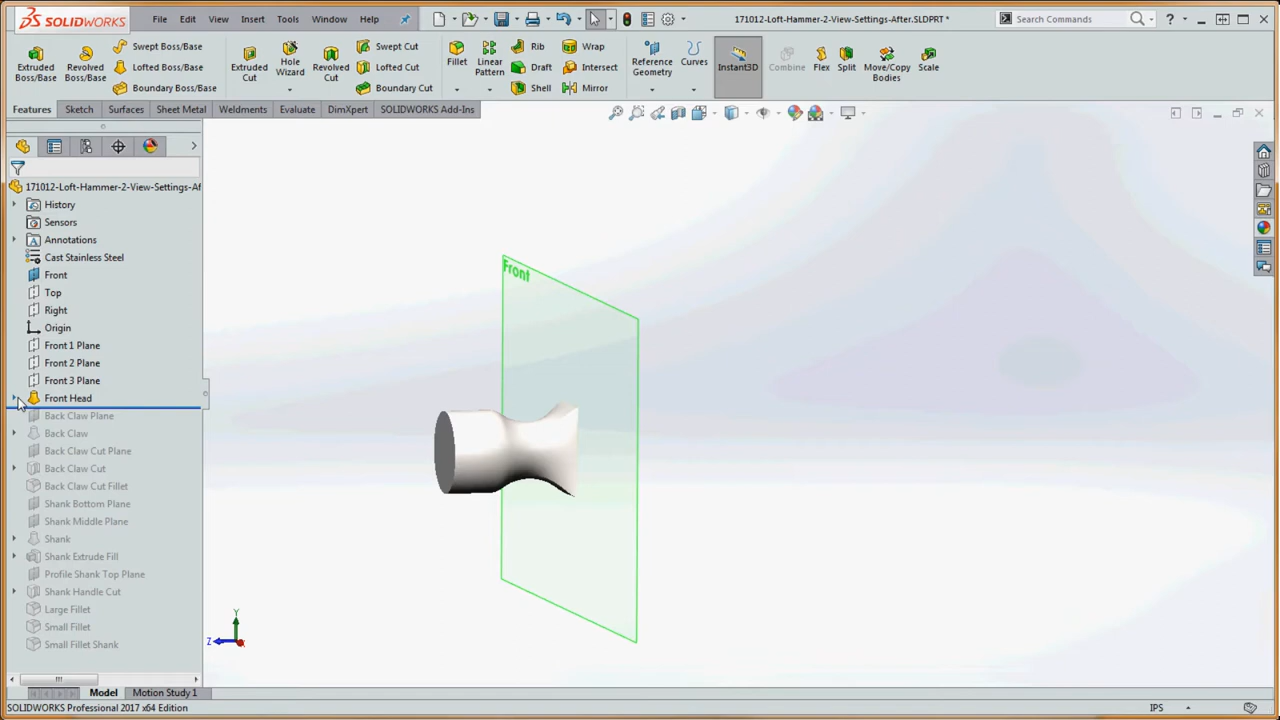 SOLIDWORKS File Edit View Insert Tools Window Help 171012-Loft-Hammer-2-View-Settings-After.SLDPRT * Search Commands ?
Extruded Boss/Base
Revolved Boss/Base
Swept Boss/Base
Lofted Boss/Base
Boundary Boss/Base
Extruded Cut
Hole Wizard
Revolved Cut
Swept Cut
Lofted Cut
Boundary Cut
Fillet
Linear Pattern
Rib
Draft
Shell
Wrap
Intersect
Mirror
Reference Geometry
Curves
Instant3D
Combine
Flex
Split
Move/Copy Bodies
Scale
Features Sketch Surfaces Sheet Metal Weldments Evaluate DimXpert SOLIDWORKS Add-Ins
171012-Loft-Hammer-2-View-Settings-Af
History
Sensors
Annotations
Cast Stainless Steel
Front
Top
Right
Origin
Front 1 Plane
Front 2 Plane
Front 3 Plane
Front Head
Back Claw Plane
Back Claw
Back Claw Cut Plane
Back Claw Cut
Back Claw Cut Fillet
Shank Bottom Plane
Shank Middle Plane
Shank
Shank Extrude Fill
Profile Shank Top Plane
Shank Handle Cut
Large Fillet
Small Fillet
Small Fillet Shank
Front
Y
Z
Model Motion Study 1
SOLIDWORKS Professional 2017 x64 Edition IPS